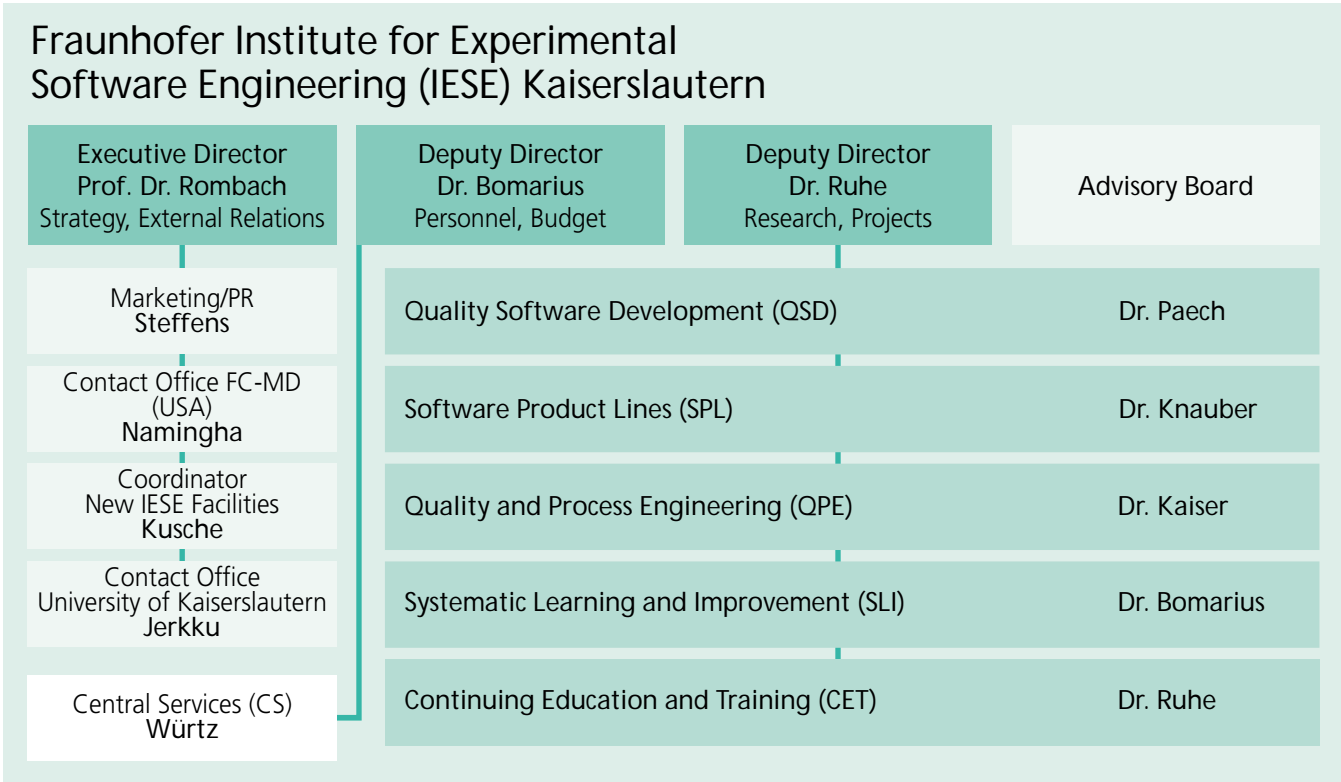 Fraunhofer Institute for Experimental
Software Engineering (IESE) Kaiserslautern
Executive Director
Prof. Dr. Rombach
Strategy, External Relations
Deputy Director
Dr. Bomarius
Personnel, Budget
Deputy Director
Dr. Ruhe
Research, Projects
Advisory Board
Marketing/PR
Steffens
Contact Office FC-MD
(USA)
Namingha
Coordinator
New IESE Facilities
Kusche
Contact Office
University of Kaiserslautern
Jerkku
Central Services (CS)
Würtz
Quality Software Development (QSD) Dr. Paech
Software Product Lines (SPL) Dr. Knauber
Quality and Process Engineering (QPE) Dr. Kaiser
Systematic Learning and Improvement (SLI) Dr. Bomarius
Continuing Education and Training (CET) Dr. Ruhe